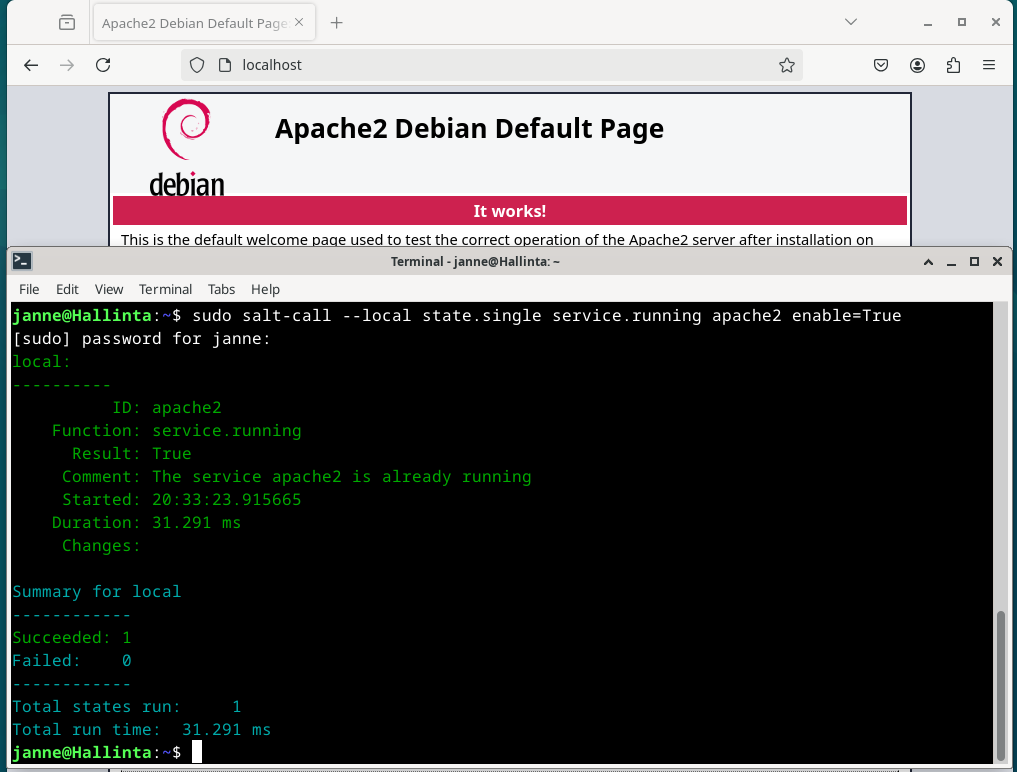 Apache2 Debian Default Page
localhost
Apache2 Debian Default Page
debian
It works!
This is the default welcome page used to test the correct operation of the Apache2 server after installation on
Terminal - janne@Hallinta: ~
File Edit View Terminal Tabs Help
janne@Hallinta:~$ sudo salt-call --local state.single service.running apache2 enable=True
[sudo] password for janne:
local:
----------
          ID: apache2
    Function: service.running
      Result: True
     Comment: The service apache2 is already running
     Started: 20:33:23.915665
    Duration: 31.291 ms
     Changes:
Summary for local
------------
Succeeded: 1
Failed:    0
------------
Total states run:     1
Total run time:  31.291 ms
janne@Hallinta:~$